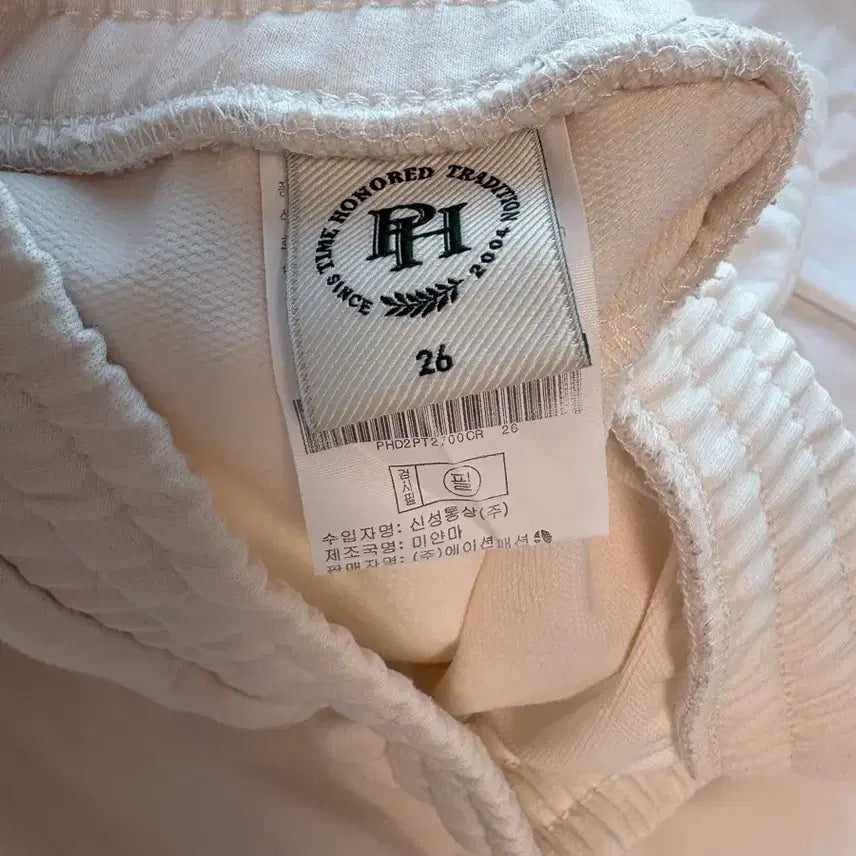 TIME HONORED TRADITION
PH
SINCE 2004
26
PHD2PT2700CR 26
검사필 필
수입자명: 신성통상(주)
제조국명: 미얀마
판매자명: (주)에이션패션